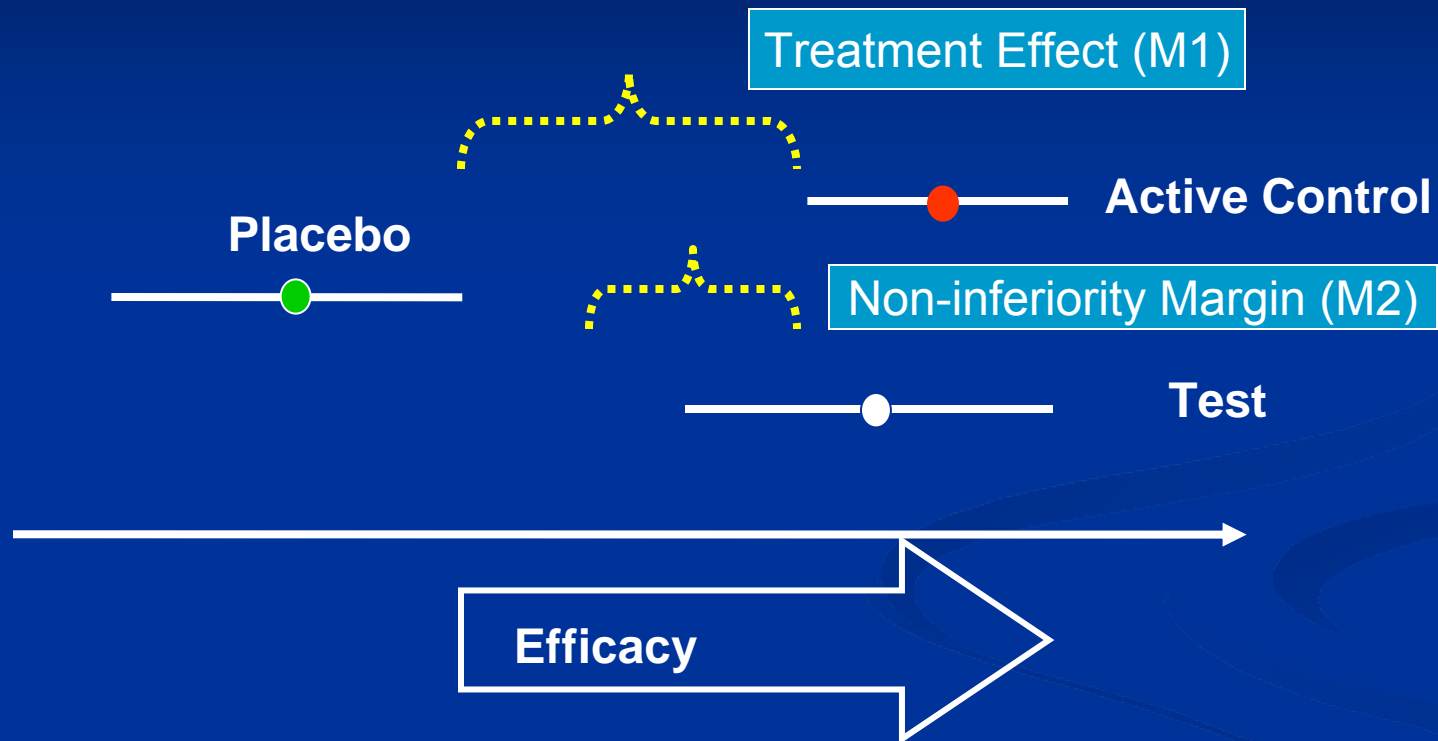 Treatment Effect (M1)
Active Control
Placebo
Non-inferiority Margin (M2)
Test
Efficacy